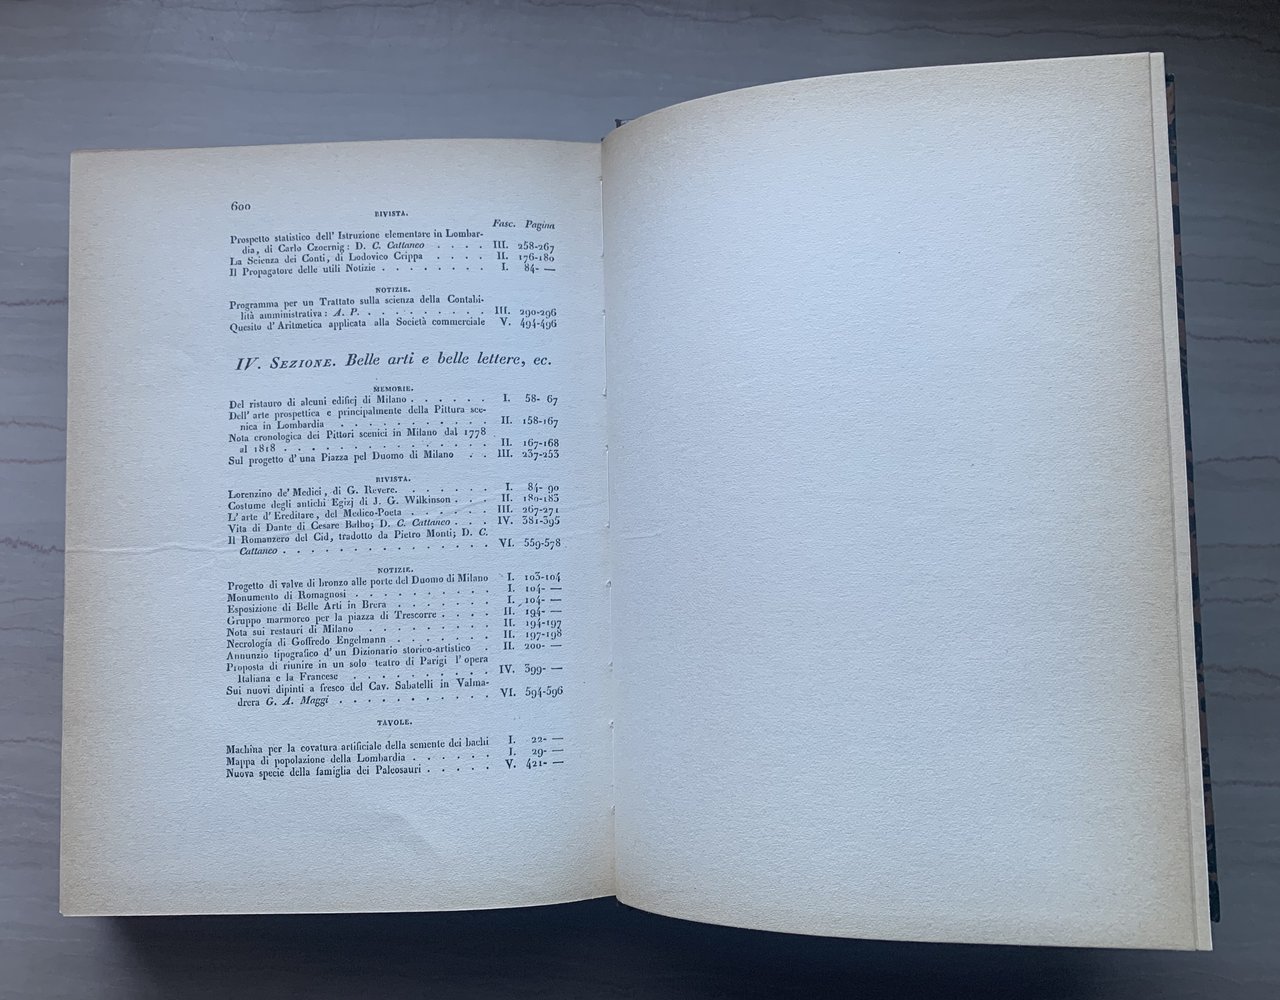 600
RIVISTA.
Fasc. Pagina
Prospetto statistico dell' Istruzione elementare in Lombar-
dia, di Carlo Czoernig: D. C. Cattaneo . . . . III. 258-267
La Scienza dei Conti, di Lodovico Crippa . . . . II. 176-180
Il Propagatore delle utili Notizie . . . . . . . . I. 84- —
NOTIZIE.
Programma per un Trattato sulla scienza della Contabi-
lità amministrativa: A. P. . . . . . . . . . III. 290-296
Quesito d'Aritmetica applicata alla Società commerciale V. 494-496
IV. SEZIONE. Belle arti e belle lettere, ec.
MEMORIE.
Del ristauro di alcuni edificj di Milano . . . . . . I. 58- 67
Dell' arte prospettica e principalmente della Pittura sce-
nica in Lombardia . . . . . . . . . . . . II. 158-167
Nota cronologica dei Pittori scenici in Milano dal 1778
al 1818 . . . . . . . . . . . . . . . II. 167-168
Sul progetto d'una Piazza pel Duomo di Milano . . III. 237-253
RIVISTA.
Lorenzino de' Medici, di G. Revere. . . . . . . I. 84- 90
Costume degli antichi Egizj di J. G. Wilkinson . . . II. 180-183
L' arte d' Ereditare, del Medico-Poeta . . . . . . III. 267-271
Vita di Dante di Cesare Balbo; D. C. Cattaneo . . . IV. 381-395
Il Romanzero del Cid, tradotto da Pietro Monti; D. C.
Cattaneo . . . . . . . . . . . . . . . VI. 559-578
NOTIZIE.
Progetto di valve di bronzo alle porte del Duomo di Milano I. 103-104
Monumento di Romagnosi . . . . . . . . . . I. 104- —
Esposizione di Belle Arti in Brera . . . . . . . I. 104- —
Gruppo marmoreo per la piazza di Trescorre . . . . II. 194- —
Nota sui restauri di Milano . . . . . . . . . II. 194-197
Necrologia di Goffredo Engelmann . . . . . . . II. 197-198
Annunzio tipografico d' un Dizionario storico-artistico . II. 200- —
Proposta di riunire in un solo teatro di Parigi l' opera
Italiana e la Francese . . . . . . . . . . IV. 399- —
Sui nuovi dipinti a fresco del Cav. Sabatelli in Valma-
drera G. A. Maggi . . . . . . . . . . . VI. 594-596
TAVOLE.
Machina per la covatura artificiale della semente dei bachi I. 22- —
Mappa di popolazione della Lombardia . . . . . . I. 29- —
Nuova specie della famiglia dei Paleosauri . . . . . V. 421- —